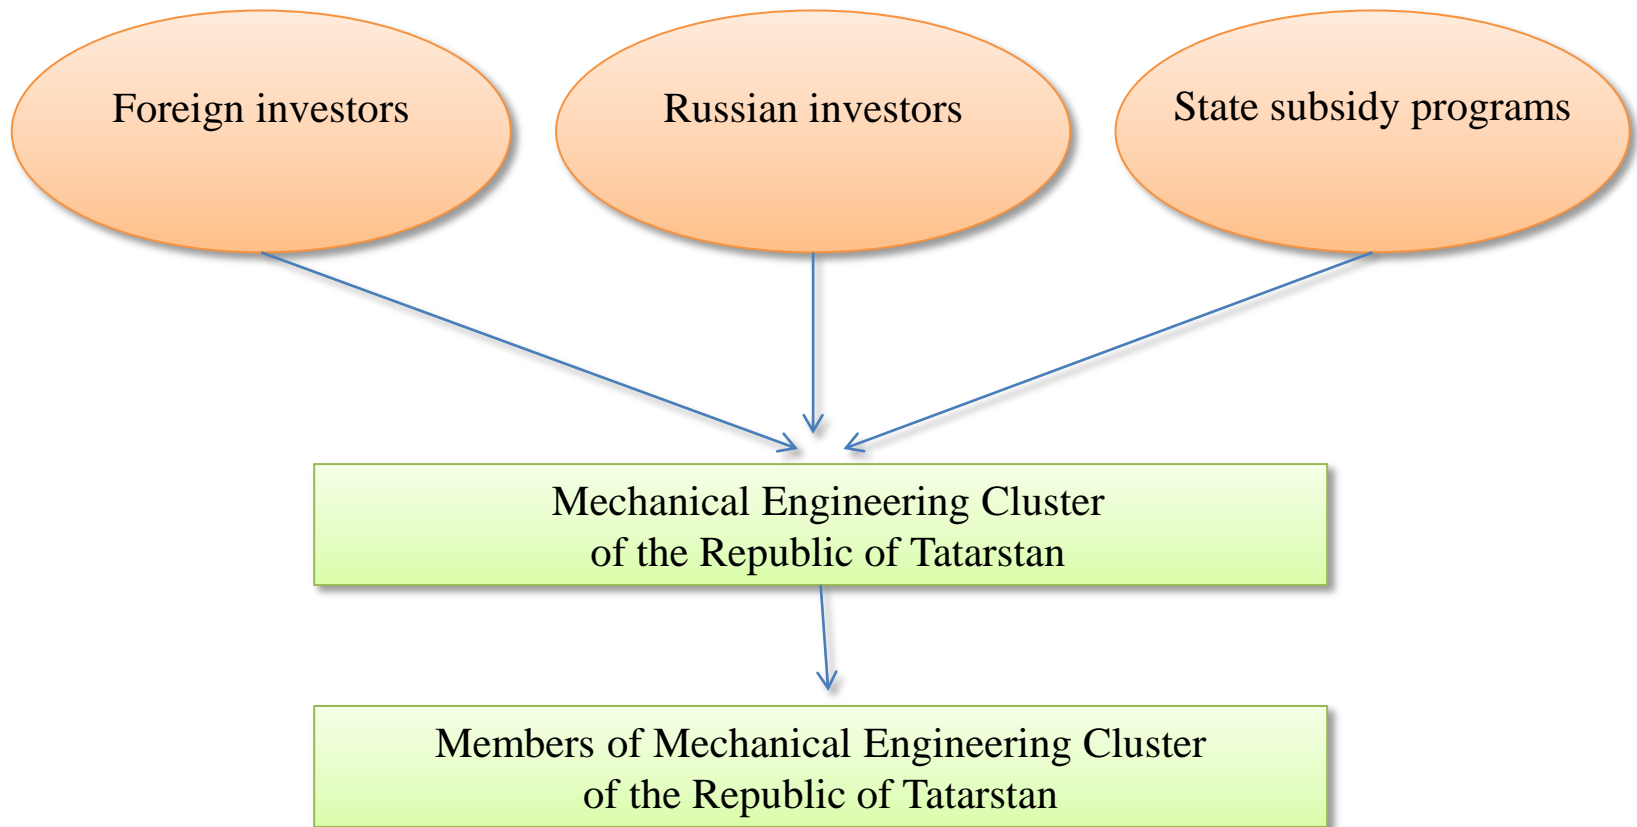 Foreign investors
Russian investors
State subsidy programs
Mechanical Engineering Cluster
of the Republic of Tatarstan
Members of Mechanical Engineering Cluster
of the Republic of Tatarstan